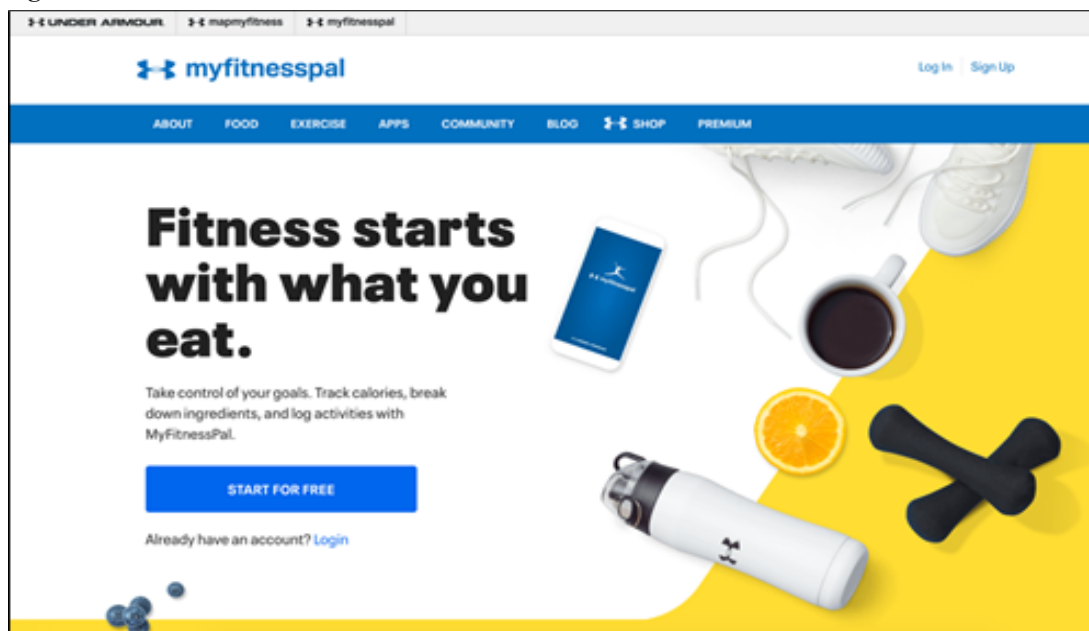 UNDER ARMOUR mapmyfitness myfitnesspal
myfitnesspal
Log In Sign Up
ABOUT FOOD EXERCISE APPS COMMUNITY BLOG SHOP PREMIUM
Fitness starts
with what you
eat.
myfitnesspal
Take control of your goals. Track calories, break
down ingredients, and log activities with
MyFitnessPal.
START FOR FREE
Already have an account? Login